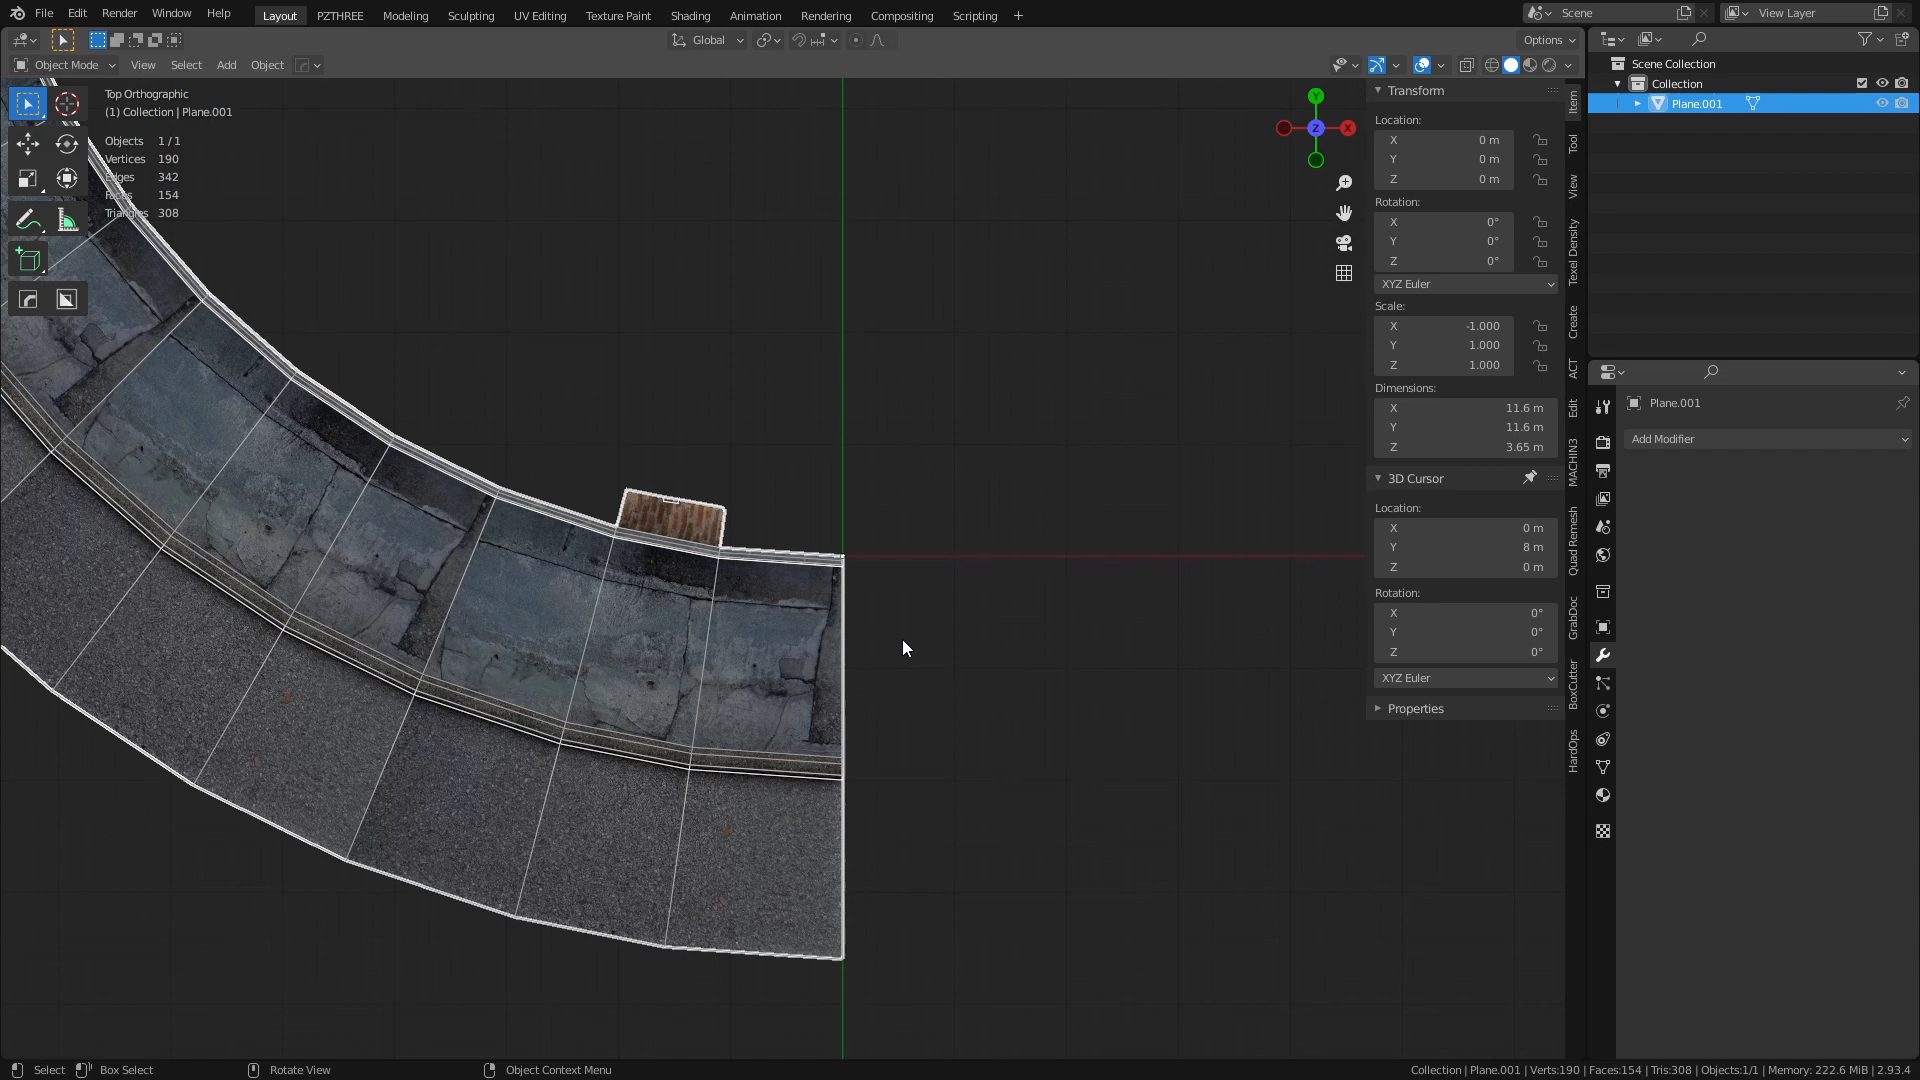 File Edit Render Window Help Layout PZTHREE Modeling Sculpting UV Editing Texture Paint Shading Animation Rendering Compositing Scripting + Scene View Layer
Global Options
Object Mode View Select Add Object
Top Orthographic
(1) Collection | Plane.001
Objects 1 / 1
Vertices 190
Edges 342
Faces 154
Triangles 308
Y
X
Z
Transform
Location:
X 0 m
Y 0 m
Z 0 m
Rotation:
X 0°
Y 0°
Z 0°
XYZ Euler
Scale:
X -1.000
Y 1.000
Z 1.000
Dimensions:
X 11.6 m
Y 11.6 m
Z 3.65 m
3D Cursor
Location:
X 0 m
Y 8 m
Z 0 m
Rotation:
X 0°
Y 0°
Z 0°
XYZ Euler
Properties
Item
Tool
View
Texel Density
Create
ACT
Edit
MACHIN3
Quad Remesh
GrabDoc
BoxCutter
HardOps
Scene Collection
Collection
Plane.001
Plane.001
Add Modifier
Select Box Select Rotate View Object Context Menu Collection | Plane.001 | Verts:190 | Faces:154 | Tris:308 | Objects:1/1 | Memory: 222.6 MiB | 2.93.4